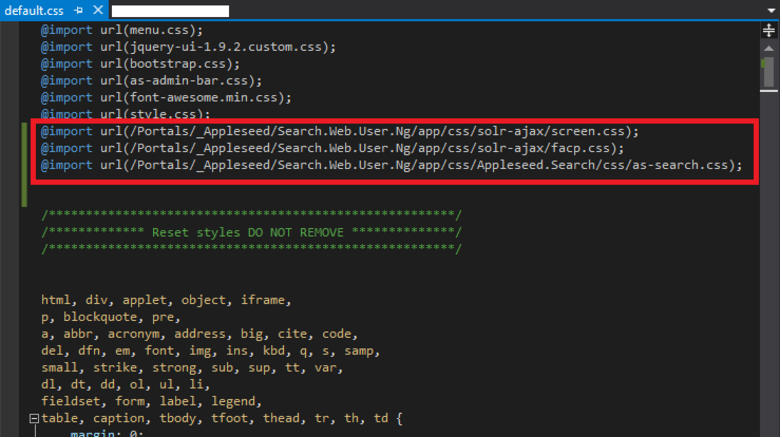 default.css
@import url(menu.css);
@import url(jquery-ui-1.9.2.custom.css);
@import url(bootstrap.css);
@import url(as-admin-bar.css);
@import url(font-awesome.min.css);
@import url(style.css);
@import url(/Portals/_Appleseed/Search.Web.User.Ng/app/css/solr-ajax/screen.css);
@import url(/Portals/_Appleseed/Search.Web.User.Ng/app/css/solr-ajax/facp.css);
@import url(/Portals/_Appleseed/Search.Web.User.Ng/app/css/Appleseed.Search/css/as-search.css);
/*******************************************************/
/************* Reset styles DO NOT REMOVE **************/
/*******************************************************/
html, div, applet, object, iframe,
p, blockquote, pre,
a, abbr, acronym, address, big, cite, code,
del, dfn, em, font, img, ins, kbd, q, s, samp,
small, strike, strong, sub, sup, tt, var,
dl, dt, dd, ol, ul, li,
fieldset, form, label, legend,
table, caption, tbody, tfoot, thead, tr, th, td {
margin: 0;